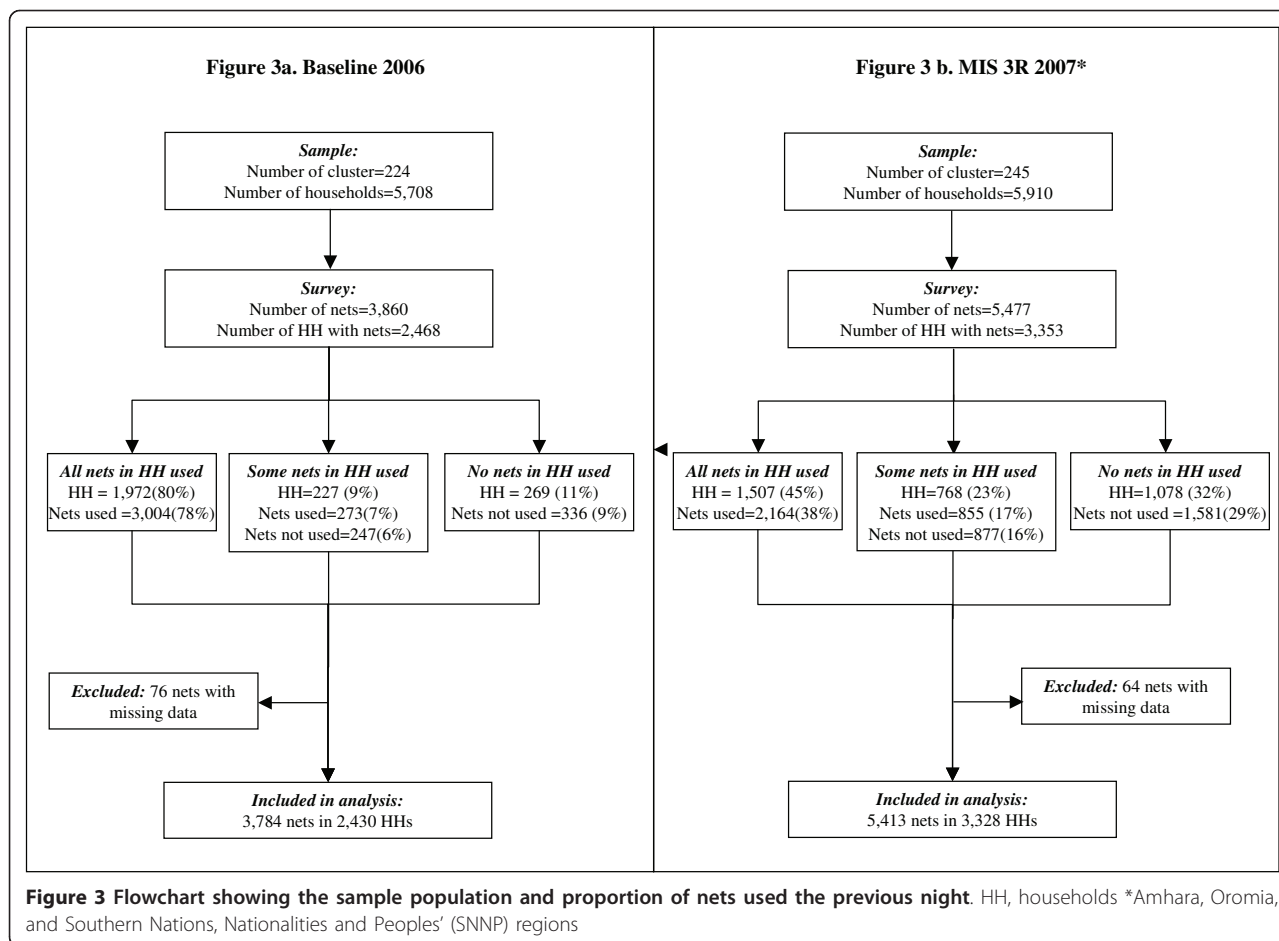 Figure 3a. Baseline 2006
Sample:
Number of cluster=224
Number of households=5,708
Survey:
Number of nets=3,860
Number of HH with nets=2,468
All nets in HH used
HH = 1,972(80%)
Nets used =3,004(78%)
Some nets in HH used
HH=227 (9%)
Nets used=273(7%)
Nets not used=247(6%)
No nets in HH used
HH = 269 (11%)
Nets not used =336 (9%)
Excluded: 76 nets with
missing data
Included in analysis:
3,784 nets in 2,430 HHs
Figure 3 b. MIS 3R 2007*
Sample:
Number of cluster=245
Number of households=5,910
Survey:
Number of nets=5,477
Number of HH with nets=3,353
All nets in HH used
HH = 1,507 (45%)
Nets used=2,164(38%)
Some nets in HH used
HH=768 (23%)
Nets used=855 (17%)
Nets not used=877(16%)
No nets in HH used
HH=1,078 (32%)
Nets not used =1,581(29%)
Excluded: 64 nets with
missing data
Included in analysis:
5,413 nets in 3,328 HHs
Figure 3 Flowchart showing the sample population and proportion of nets used the previous night. HH, households *Amhara, Oromia,
and Southern Nations, Nationalities and Peoples' (SNNP) regions